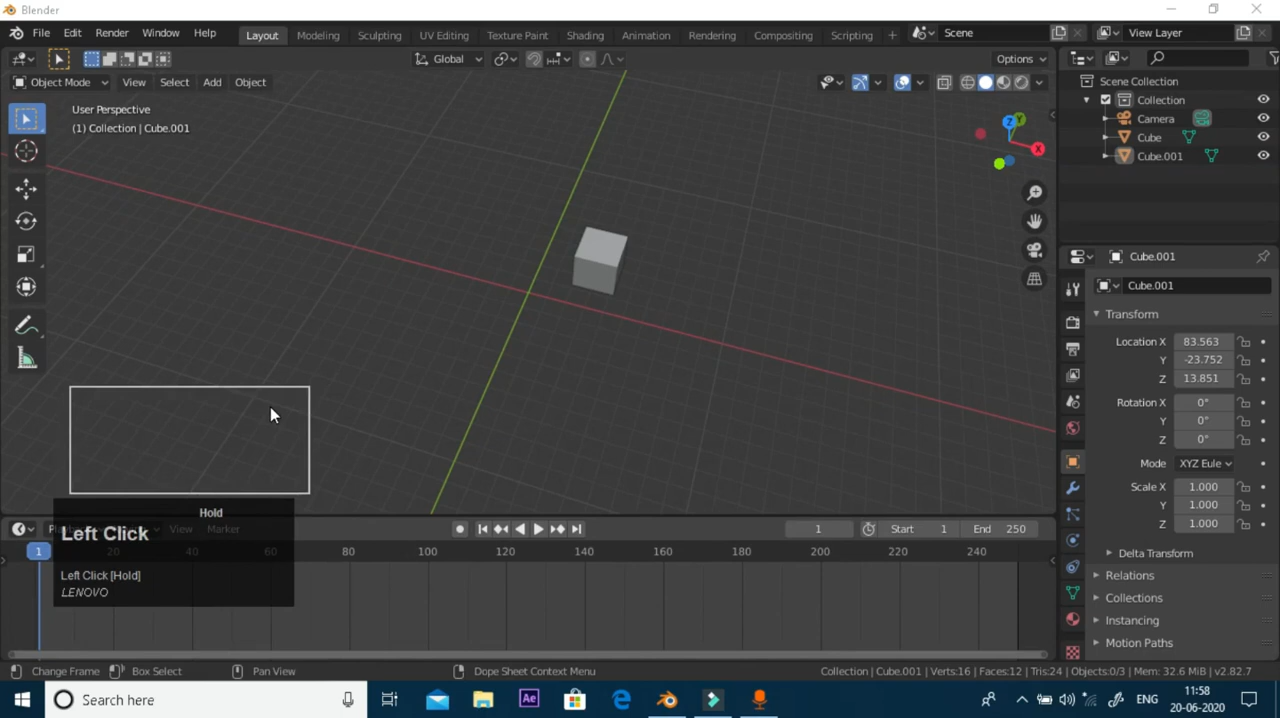 Blender
File Edit Render Window Help Layout Modeling Sculpting UV Editing Texture Paint Shading Animation Rendering Compositing Scripting + Scene View Layer
Global Options
Object Mode View Select Add Object
User Perspective
(1) Collection | Cube.001
Z Y X
Scene Collection
Collection
Camera
Cube
Cube.001
Cube.001
Cube.001
Transform
Location X 83.563
Y -23.752
Z 13.851
Rotation X 0°
Y 0°
Z 0°
Mode XYZ Eule
Scale X 1.000
Y 1.000
Z 1.000
Delta Transform
Relations
Collections
Instancing
Motion Paths
Hold
Left Click
Left Click [Hold]
LENOVO
View Marker 1 Start 1 End 250
1 20 40 60 80 100 120 140 160 180 200 220 240
Change Frame Box Select Pan View Dope Sheet Context Menu Collection | Cube.001 | Verts:16 | Faces:12 | Tris:24 | Objects:0/3 | Mem: 32.6 MiB | v2.82.7
Search here Ae ENG 11:58
20-06-2020